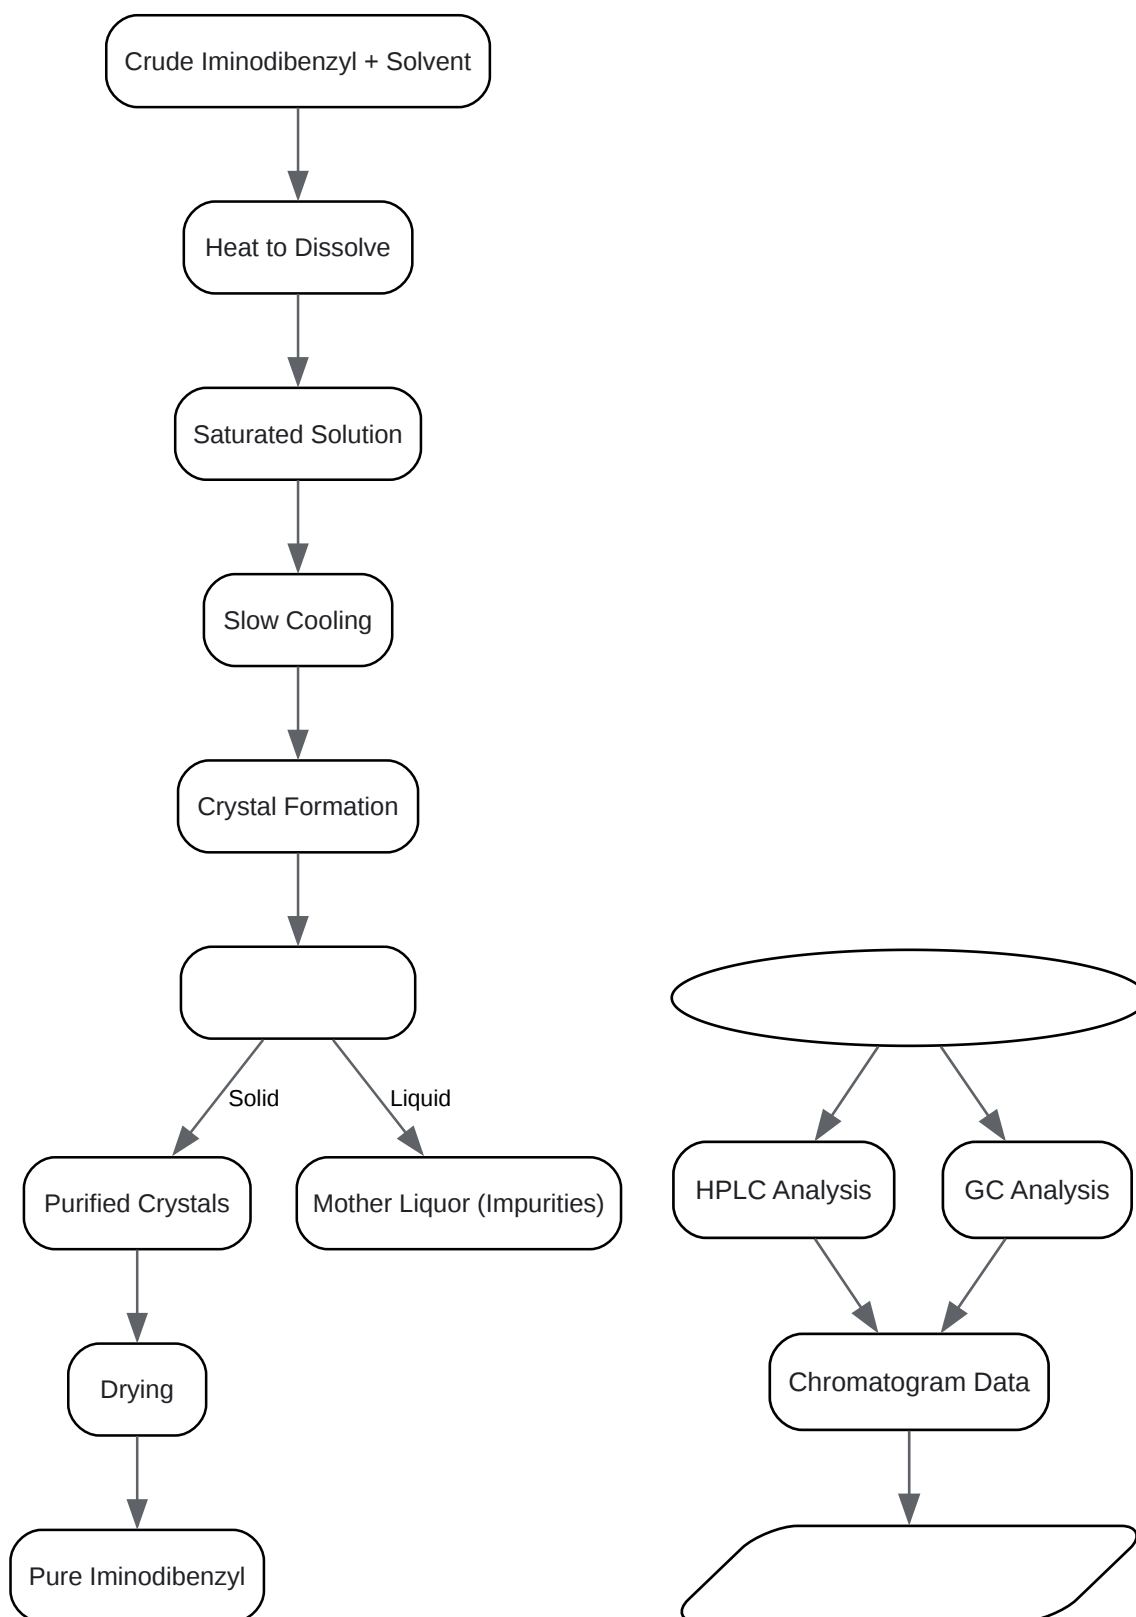 Crude Iminodibenzyl + Solvent
Heat to Dissolve
Saturated Solution
Slow Cooling
Crystal Formation
Solid
Liquid
Purified Crystals
Mother Liquor (Impurities)
Drying
Pure Iminodibenzyl
HPLC Analysis
GC Analysis
Chromatogram Data